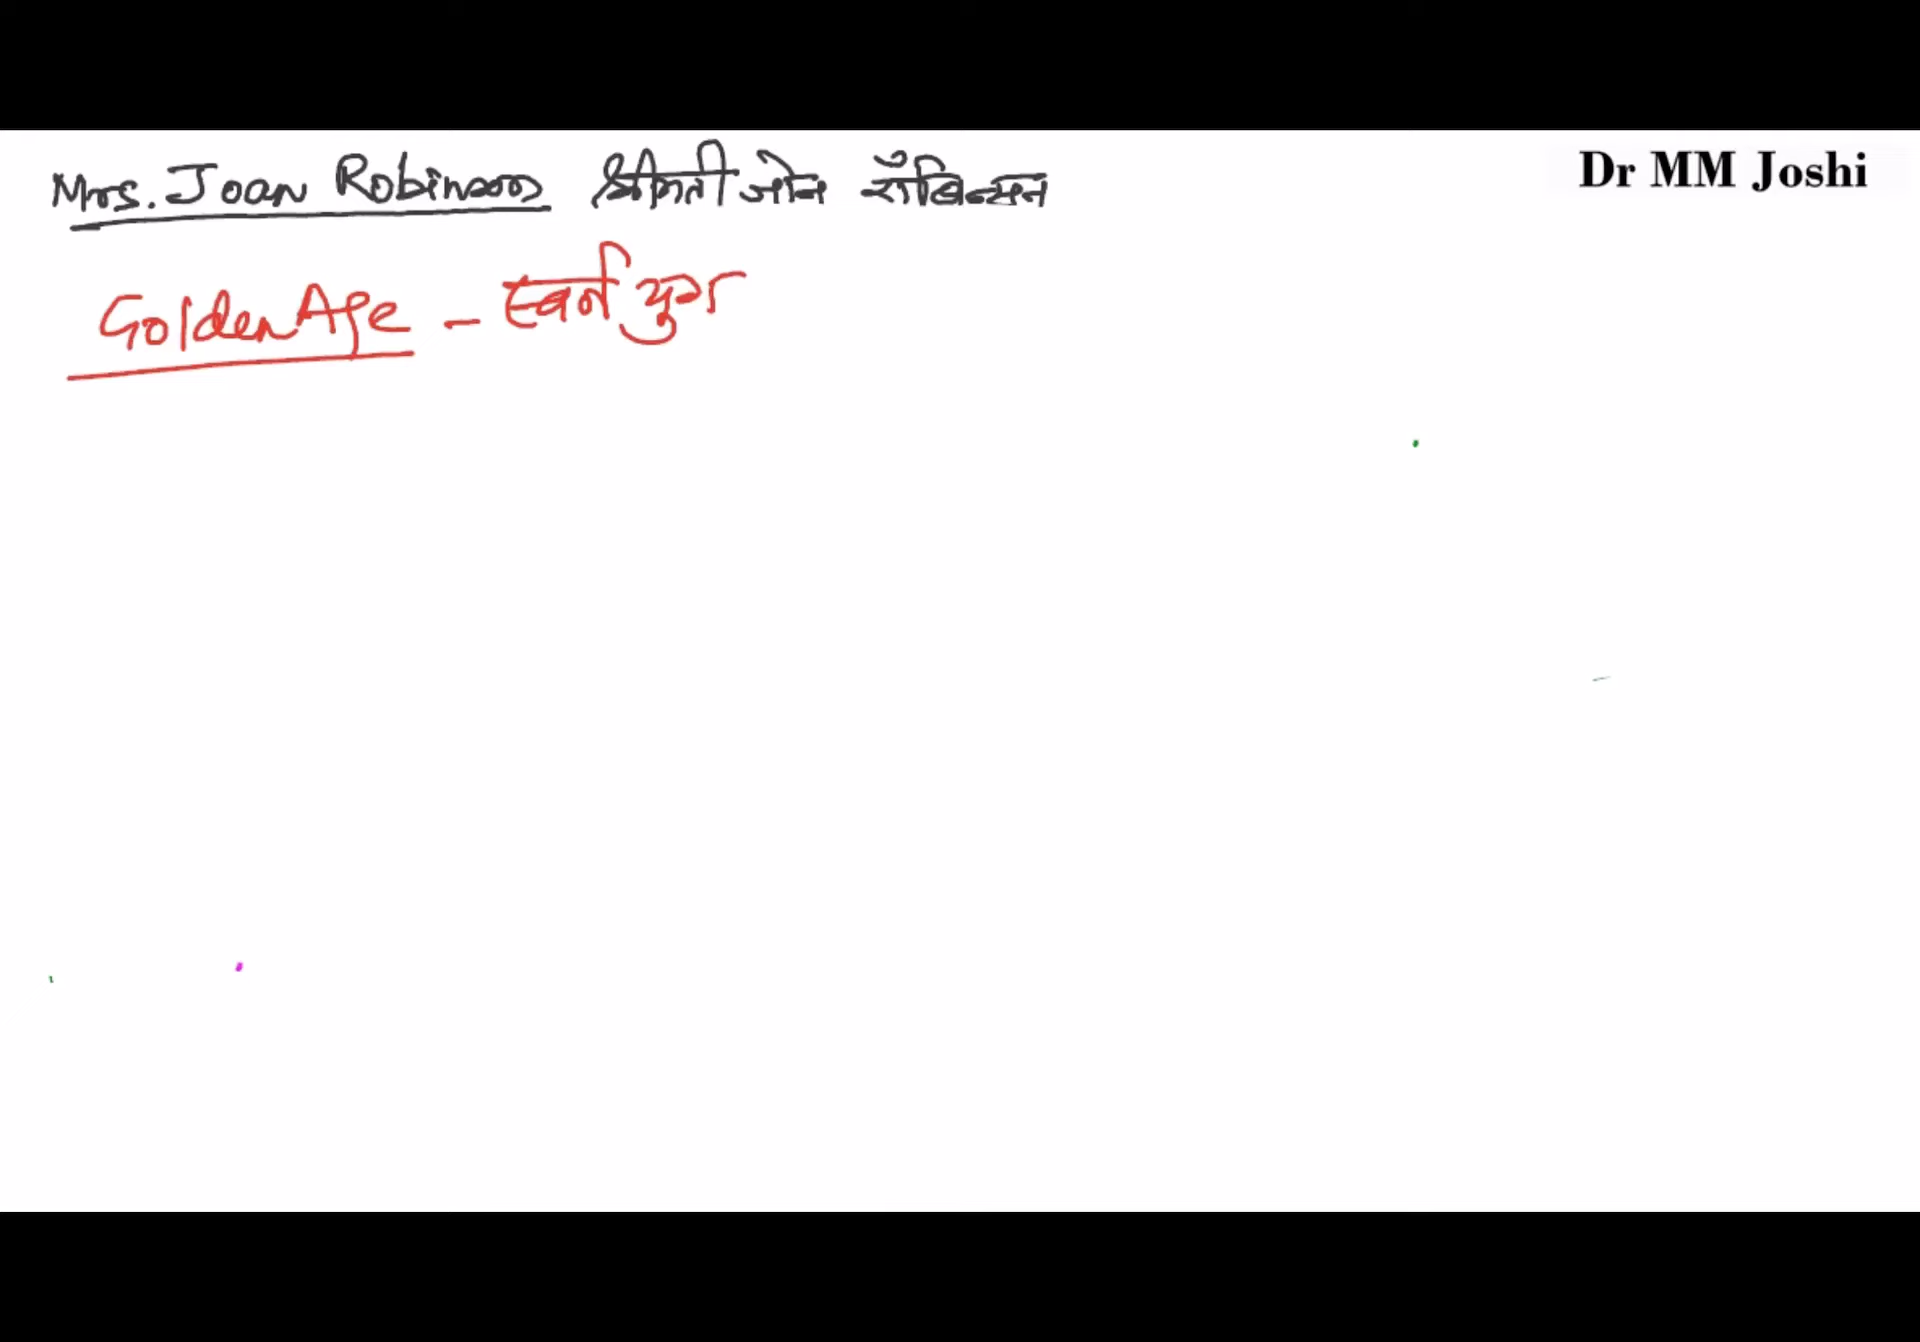 Mrs. Joan Robinson श्रीमती जोन रॉबिन्सन
Dr MM Joshi
Golden Age - स्वर्न युग